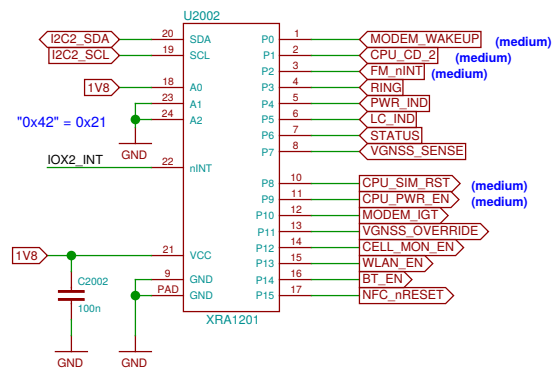 U2002
I2C2_SDA 20 SDA P0 1 MODEM_WAKEUP (medium)
I2C2_SCL 19 SCL P1 2 CPU_CD_2 (medium)
P2 3 FM_nINT (medium)
1V8 18 A0 P3 4 RING
23 A1 P4 5 PWR_IND
"0x42" = 0x21 24 A2 P5 6 LC_IND
P6 7 STATUS
GND P7 8 VGNSS_SENSE
IOX2_INT 22 nINT
P8 10 CPU_SIM_RST (medium)
P9 11 CPU_PWR_EN (medium)
P10 12 MODEM_IGT
P11 13 VGNSS_OVERRIDE
1V8 21 VCC P12 14 CELL_MON_EN
P13 15 WLAN_EN
C2002 9 GND P14 16 BT_EN
100n PAD GND P15 17 NFC_nRESET
XRA1201
GND GND